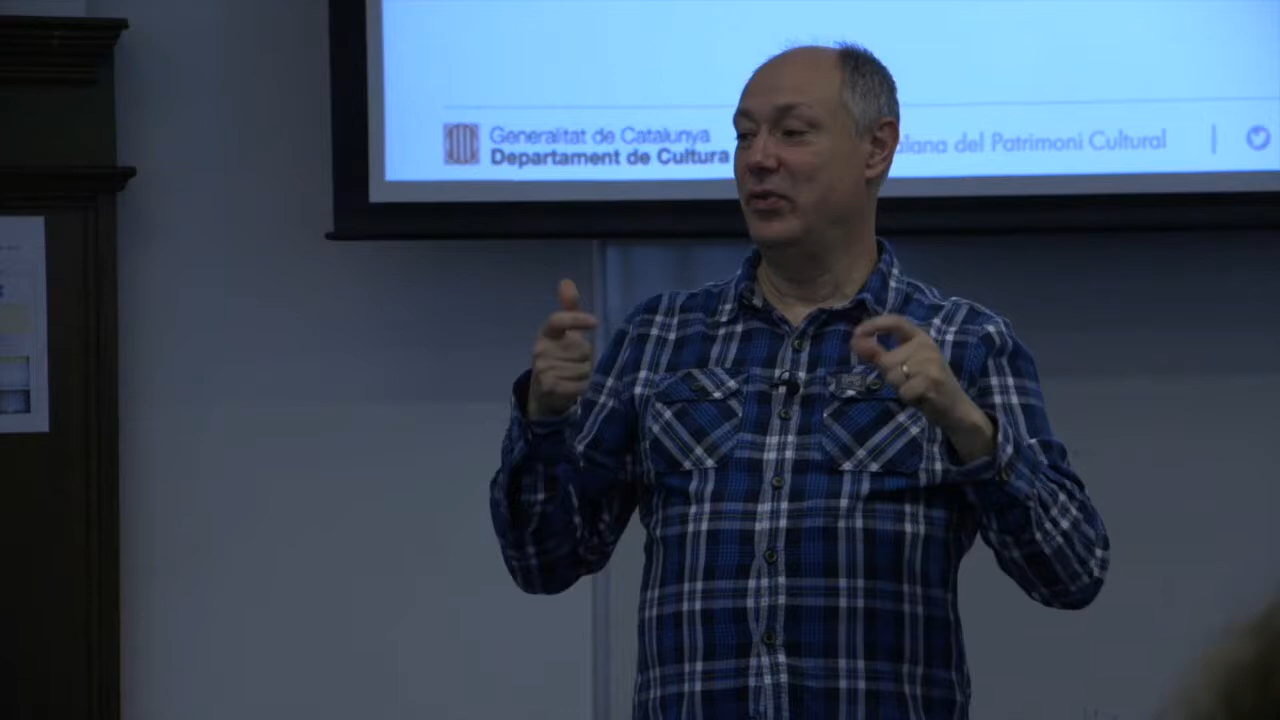 Generalitat de Catalunya
Departament de Cultura
del Patrimoni Cultural